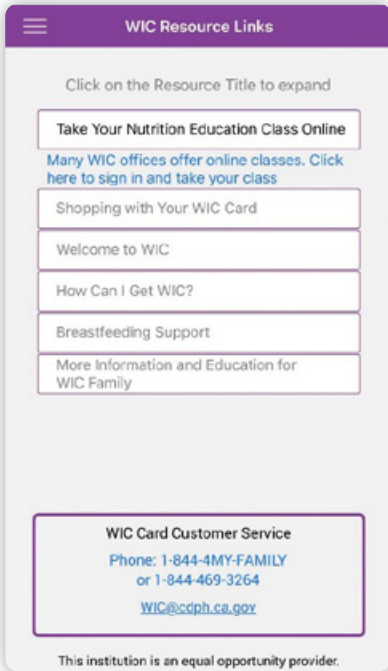 WIC Resource Links
Click on the Resource Title to expand
Take Your Nutrition Education Class Online
Many WIC offices offer online classes. Click
here to sign in and take your class
Shopping with Your WIC Card
Welcome to WIC
How Can I Get WIC?
Breastfeeding Support
More Information and Education for
WIC Family
WIC Card Customer Service
Phone: 1-844-4MY-FAMILY
or 1-844-469-3264
WIC@cdph.ca.gov
This institution is an equal opportunity provider.